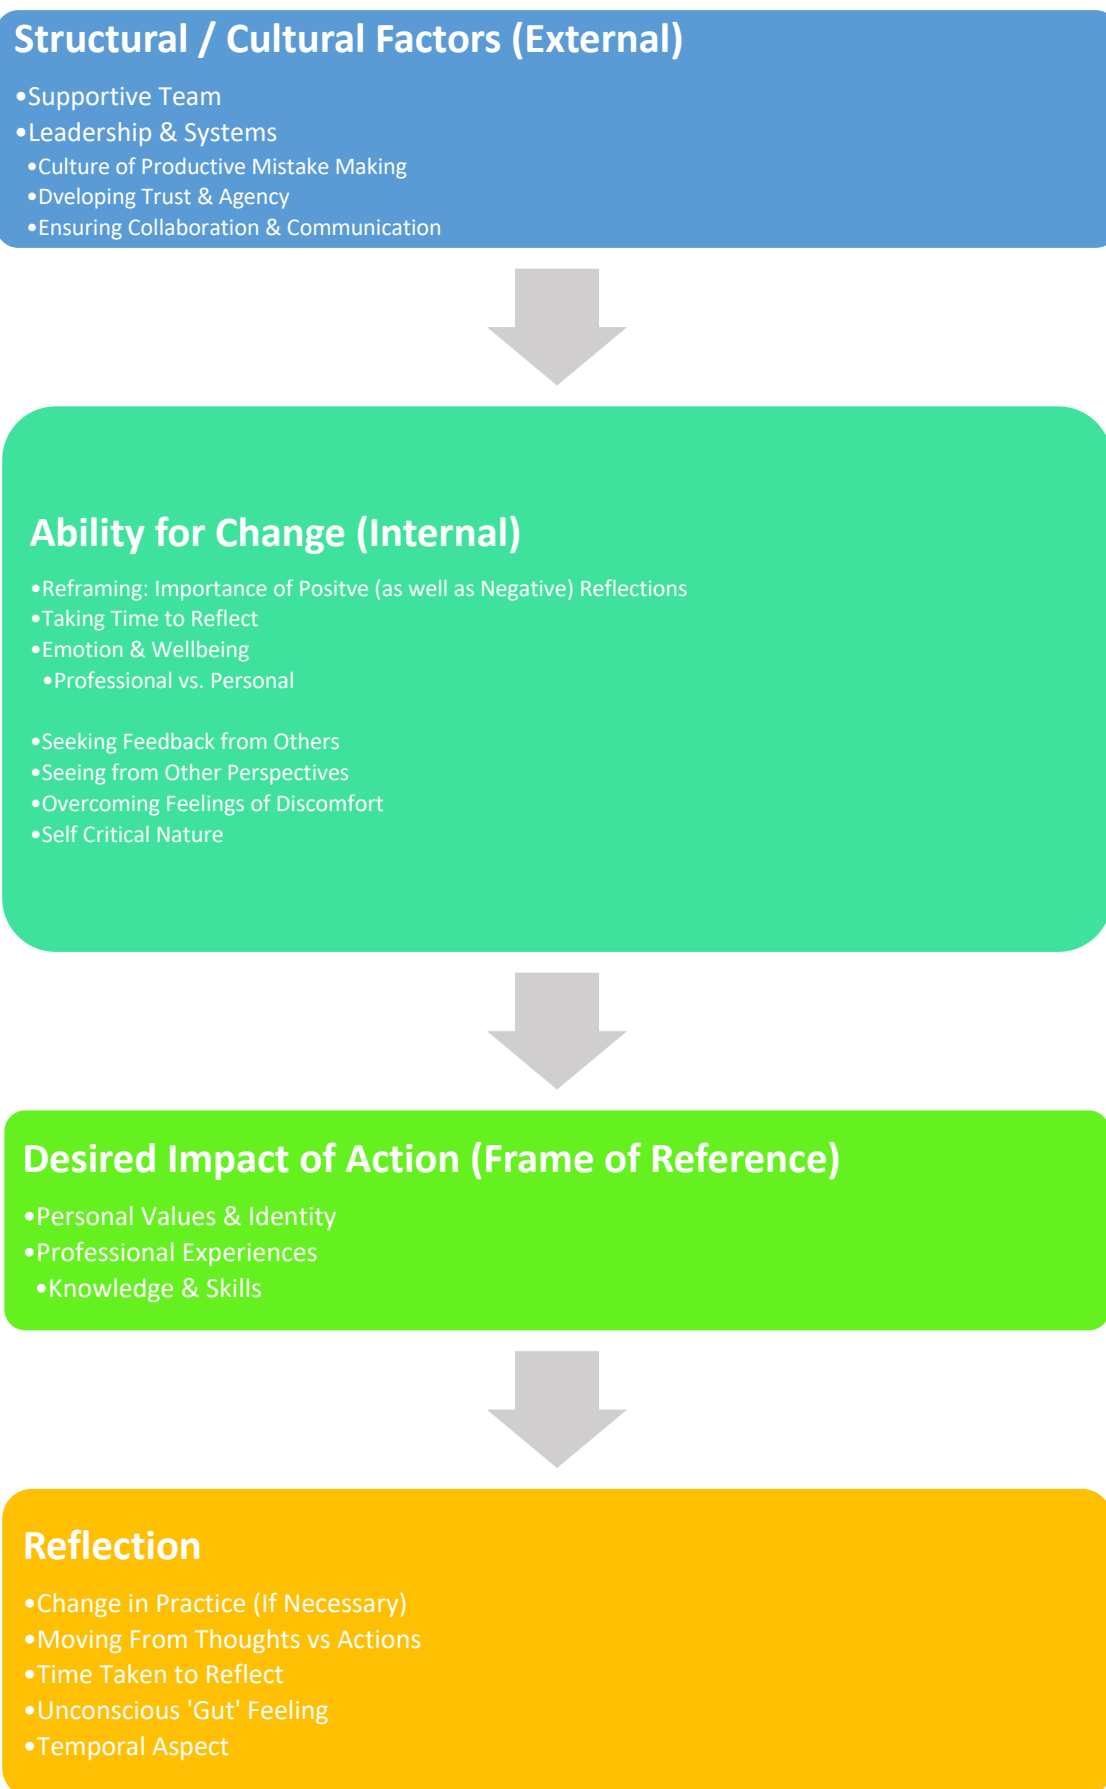 Structural / Cultural Factors (External)
•Supportive Team
•Leadership & Systems
•Culture of Productive Mistake Making
•Dveloping Trust & Agency
•Ensuring Collaboration & Communication
Ability for Change (Internal)
•Reframing: Importance of Positve (as well as Negative) Reflections
•Taking Time to Reflect
•Emotion & Wellbeing
•Professional vs. Personal
•Seeking Feedback from Others
•Seeing from Other Perspectives
•Overcoming Feelings of Discomfort
•Self Critical Nature
Desired Impact of Action (Frame of Reference)
•Personal Values & Identity
•Professional Experiences
•Knowledge & Skills
Reflection
•Change in Practice (If Necessary)
•Moving From Thoughts vs Actions
•Time Taken to Reflect
•Unconscious 'Gut' Feeling
•Temporal Aspect